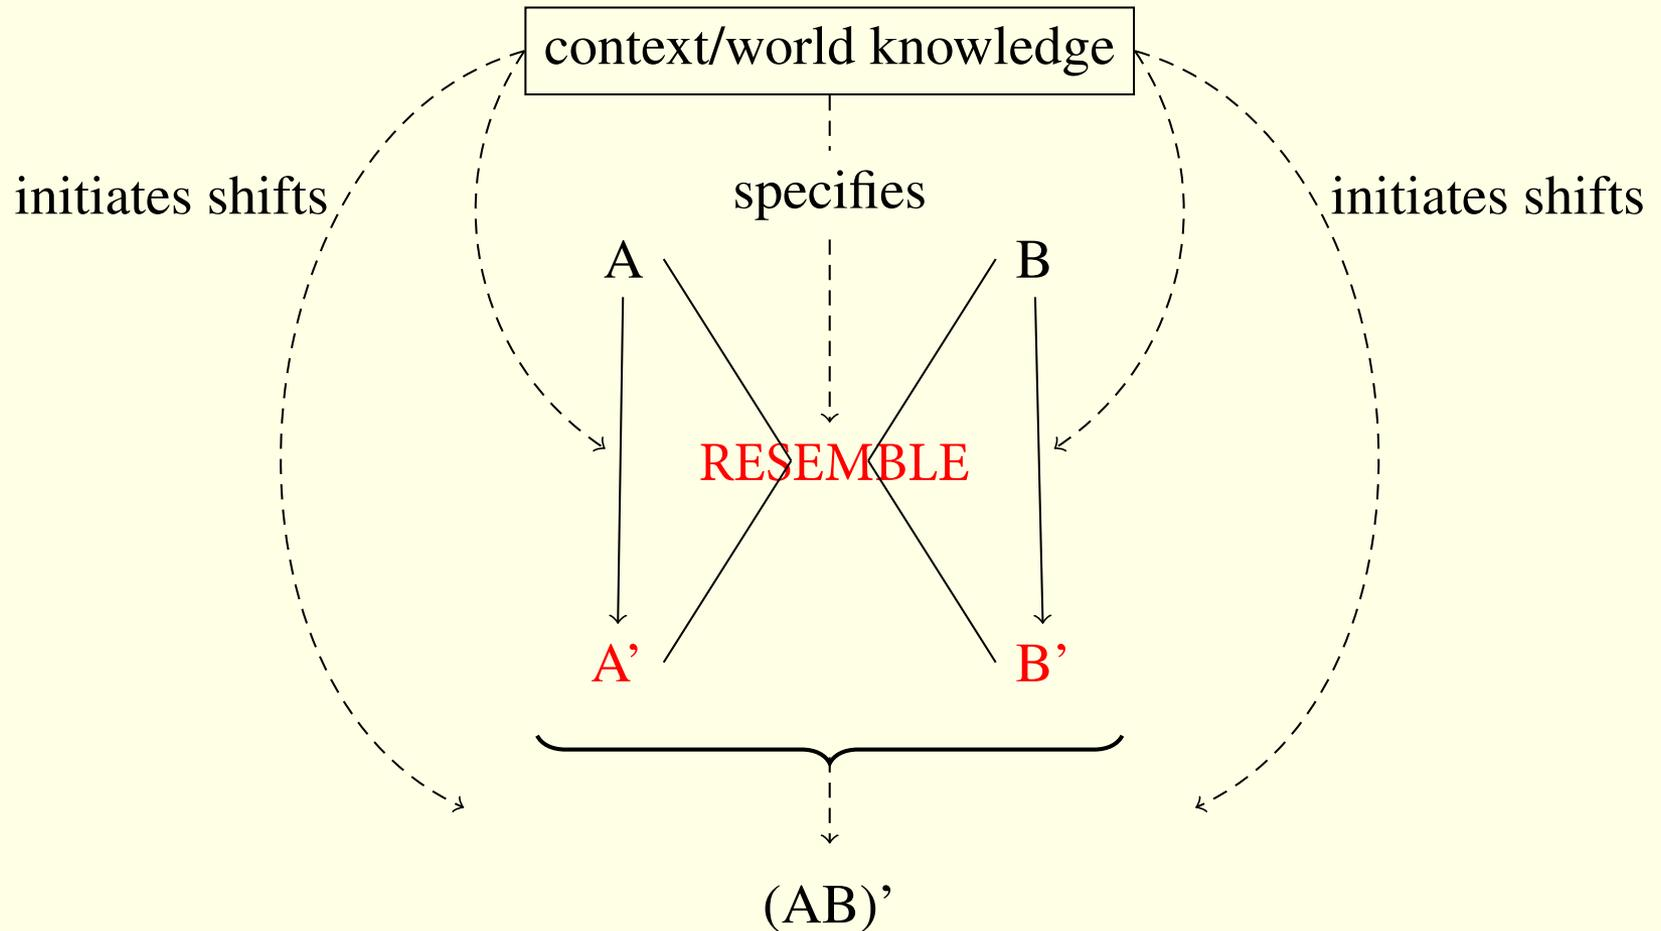 context/world knowledge
initiates shifts
specifies
initiates shifts
A
B
RESEMBLE
A’
B’
(AB)’